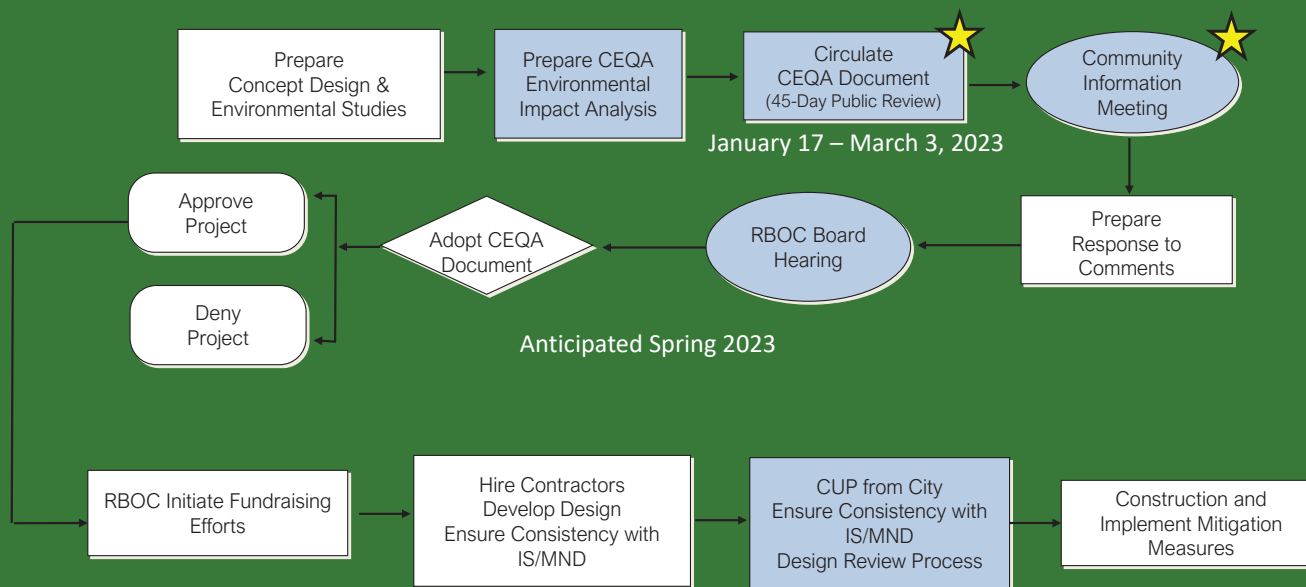 Prepare
Concept Design &
Environmental Studies
Prepare CEQA
Environmental
Impact Analysis
Circulate
CEQA Document
(45-Day Public Review)
Community
Information
Meeting
January 17 – March 3, 2023
Approve
Project
Adopt CEQA
Document
RBOC Board
Hearing
Prepare
Response to
Comments
Deny
Project
Anticipated Spring 2023
RBOC Initiate Fundraising
Efforts
Hire Contractors
Develop Design
Ensure Consistency with
IS/MND
CUP from City
Ensure Consistency with
IS/MND
Design Review Process
Construction and
Implement Mitigation
Measures